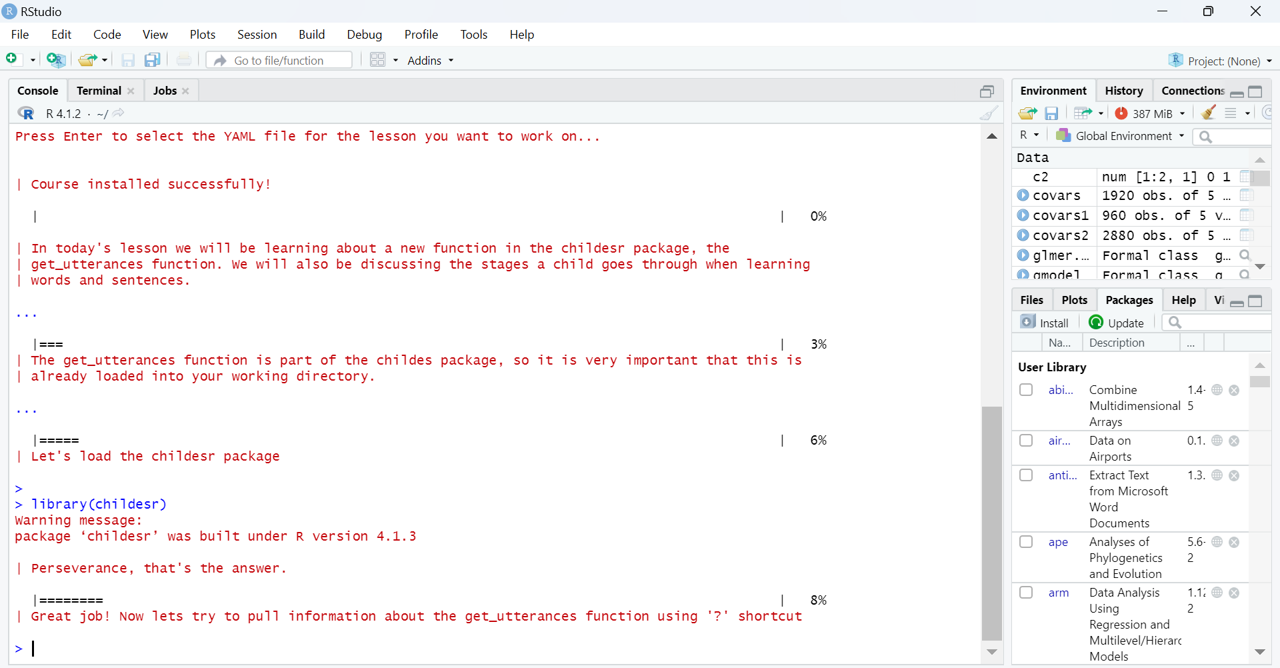 RStudio
File Edit Code View Plots Session Build Debug Profile Tools Help
Go to file/function Addins Project: (None)
Console Terminal Jobs
R 4.1.2 · ~/
Press Enter to select the YAML file for the lesson you want to work on...
| Course installed successfully!
| | 0%
| In today's lesson we will be learning about a new function in the childesr package, the
| get_utterances function. We will also be discussing the stages a child goes through when learning
| words and sentences.
...
|=== | 3%
| The get_utterances function is part of the childes package, so it is very important that this is
| already loaded into your working directory.
...
|===== | 6%
| Let's load the childesr package
>
> library(childesr)
Warning message:
package ‘childesr’ was built under R version 4.1.3
| Perseverance, that's the answer.
|======== | 8%
| Great job! Now lets try to pull information about the get_utterances function using '?' shortcut
>
Environment History Connections
387 MiB
R Global Environment
Data
c2 num [1:2, 1] 0 1
covars 1920 obs. of 5 …
covars1 960 obs. of 5 v…
covars2 2880 obs. of 5 …
glmer.… Formal class g…
gmodel Formal class g
Files Plots Packages Help Vi
Install Update
Na... Description ...
User Library
abi... Combine 1.4-
Multidimensional 5
Arrays
air... Data on 0.1.
Airports
anti... Extract Text 1.3.
from Microsoft
Word
Documents
ape Analyses of 5.6-
Phylogenetics 2
and Evolution
arm Data Analysis 1.12
Using 2
Regression and
Multilevel/Hierarc
Models